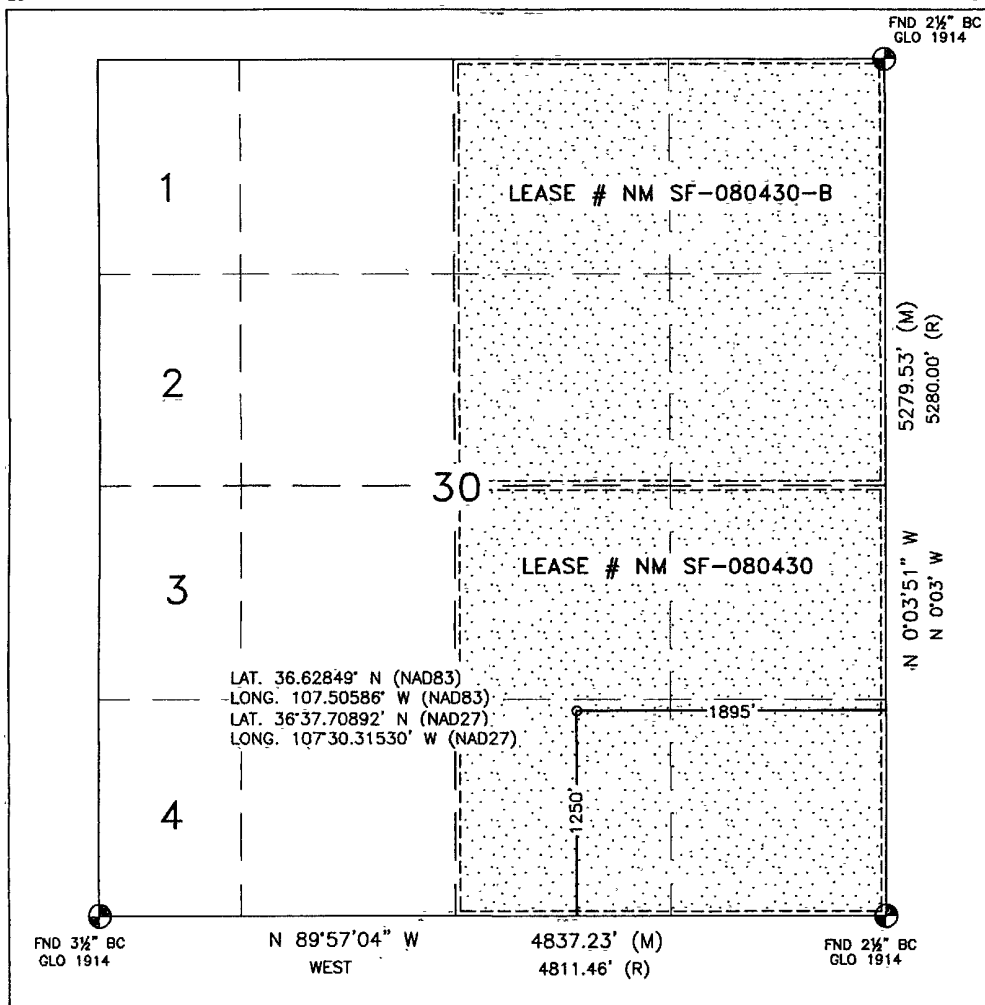 FND 2½" BC
GLO 1914
1
LEASE # NM SF-080430-B
5279.53' (M)
5280.00' (R)
2
30
3
LEASE # NM SF-080430
N 0°03'51" W
N 0°03' W
LAT. 36.62849° N (NAD83)
LONG. 107.50586° W (NAD83)
LAT. 36°37.70892' N (NAD27)
LONG. 107°30.31530' W (NAD27)
1895'
1250'
4
FND 3½" BC
GLO 1914
N 89°57'04" W
WEST
4837.23' (M)
4811.46' (R)
FND 2½" BC
GLO 1914